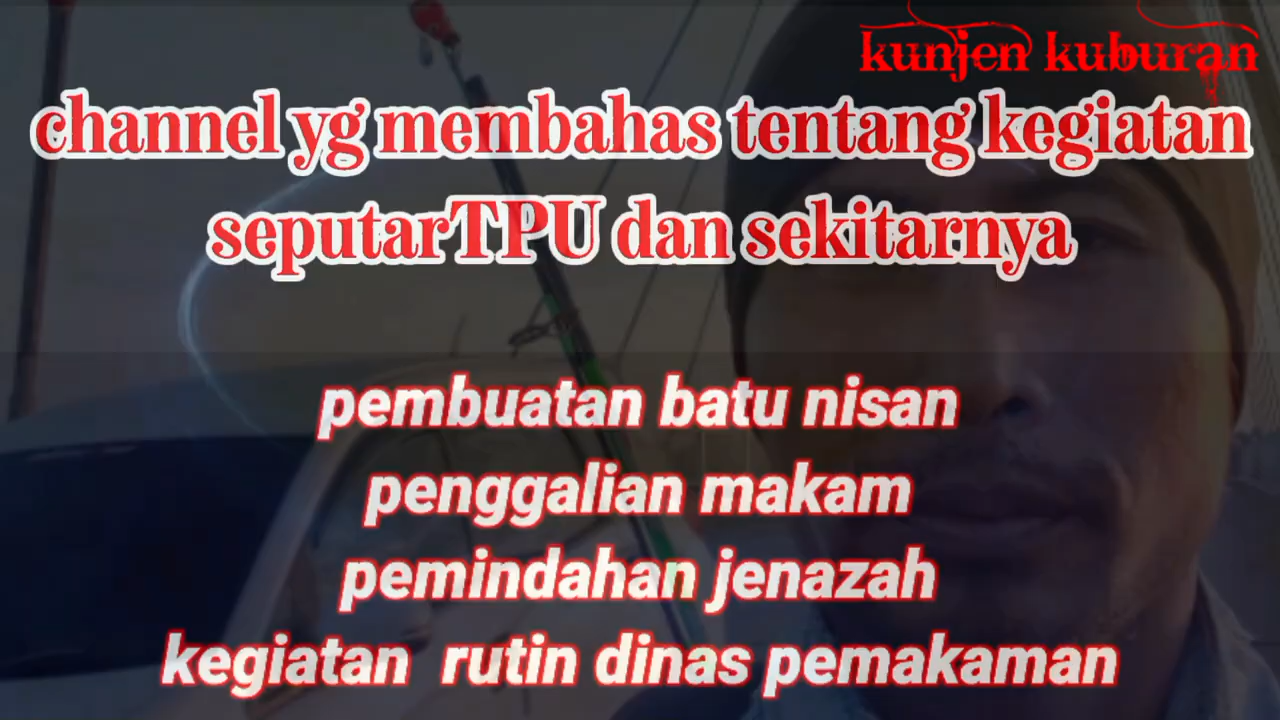 kunjen kuburan
channel yg membahas tentang kegiatan
seputarTPU dan sekitarnya
pembuatan batu nisan
penggalian makam
pemindahan jenazah
kegiatan rutin dinas pemakaman